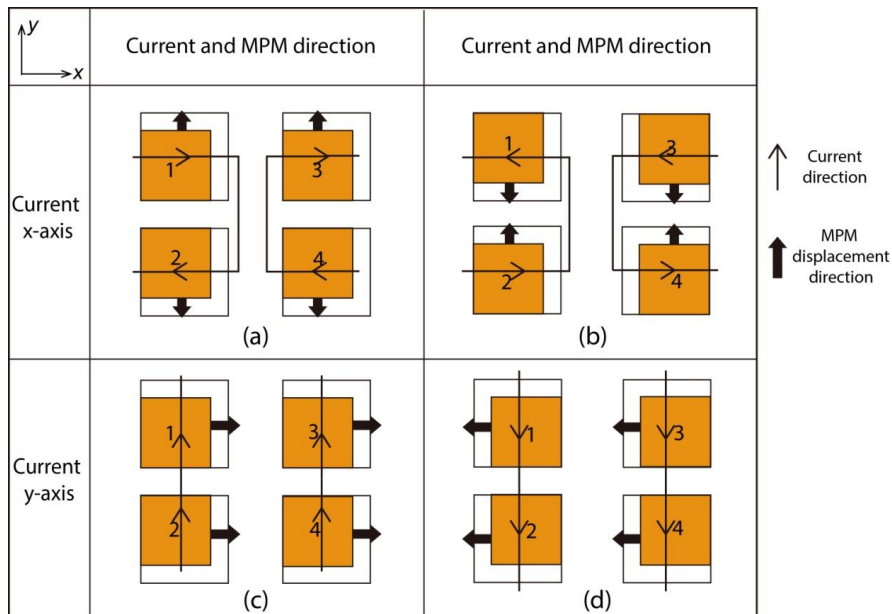 y
x
Current and MPM direction
Current and MPM direction
Current
x-axis
1
3
2
4
(a)
1
3
2
4
(b)
Current
direction
MPM
displacement
direction
Current
y-axis
1
3
2
4
(c)
1
3
2
4
(d)